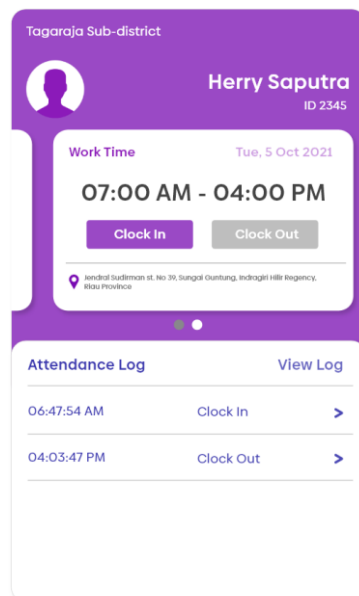 Tagaraja Sub-district
Herry Saputra
ID 2345
Work Time
Tue, 5 Oct 2021
07:00 AM - 04:00 PM
Clock In
Clock Out
Jendral Sudirman st, No 39, Sungai Guntung, Indragiri Hilir Regency,
Riau Province
Attendance Log
View Log
06:47:54 AM
Clock In
>
04:03:47 PM
Clock Out
>